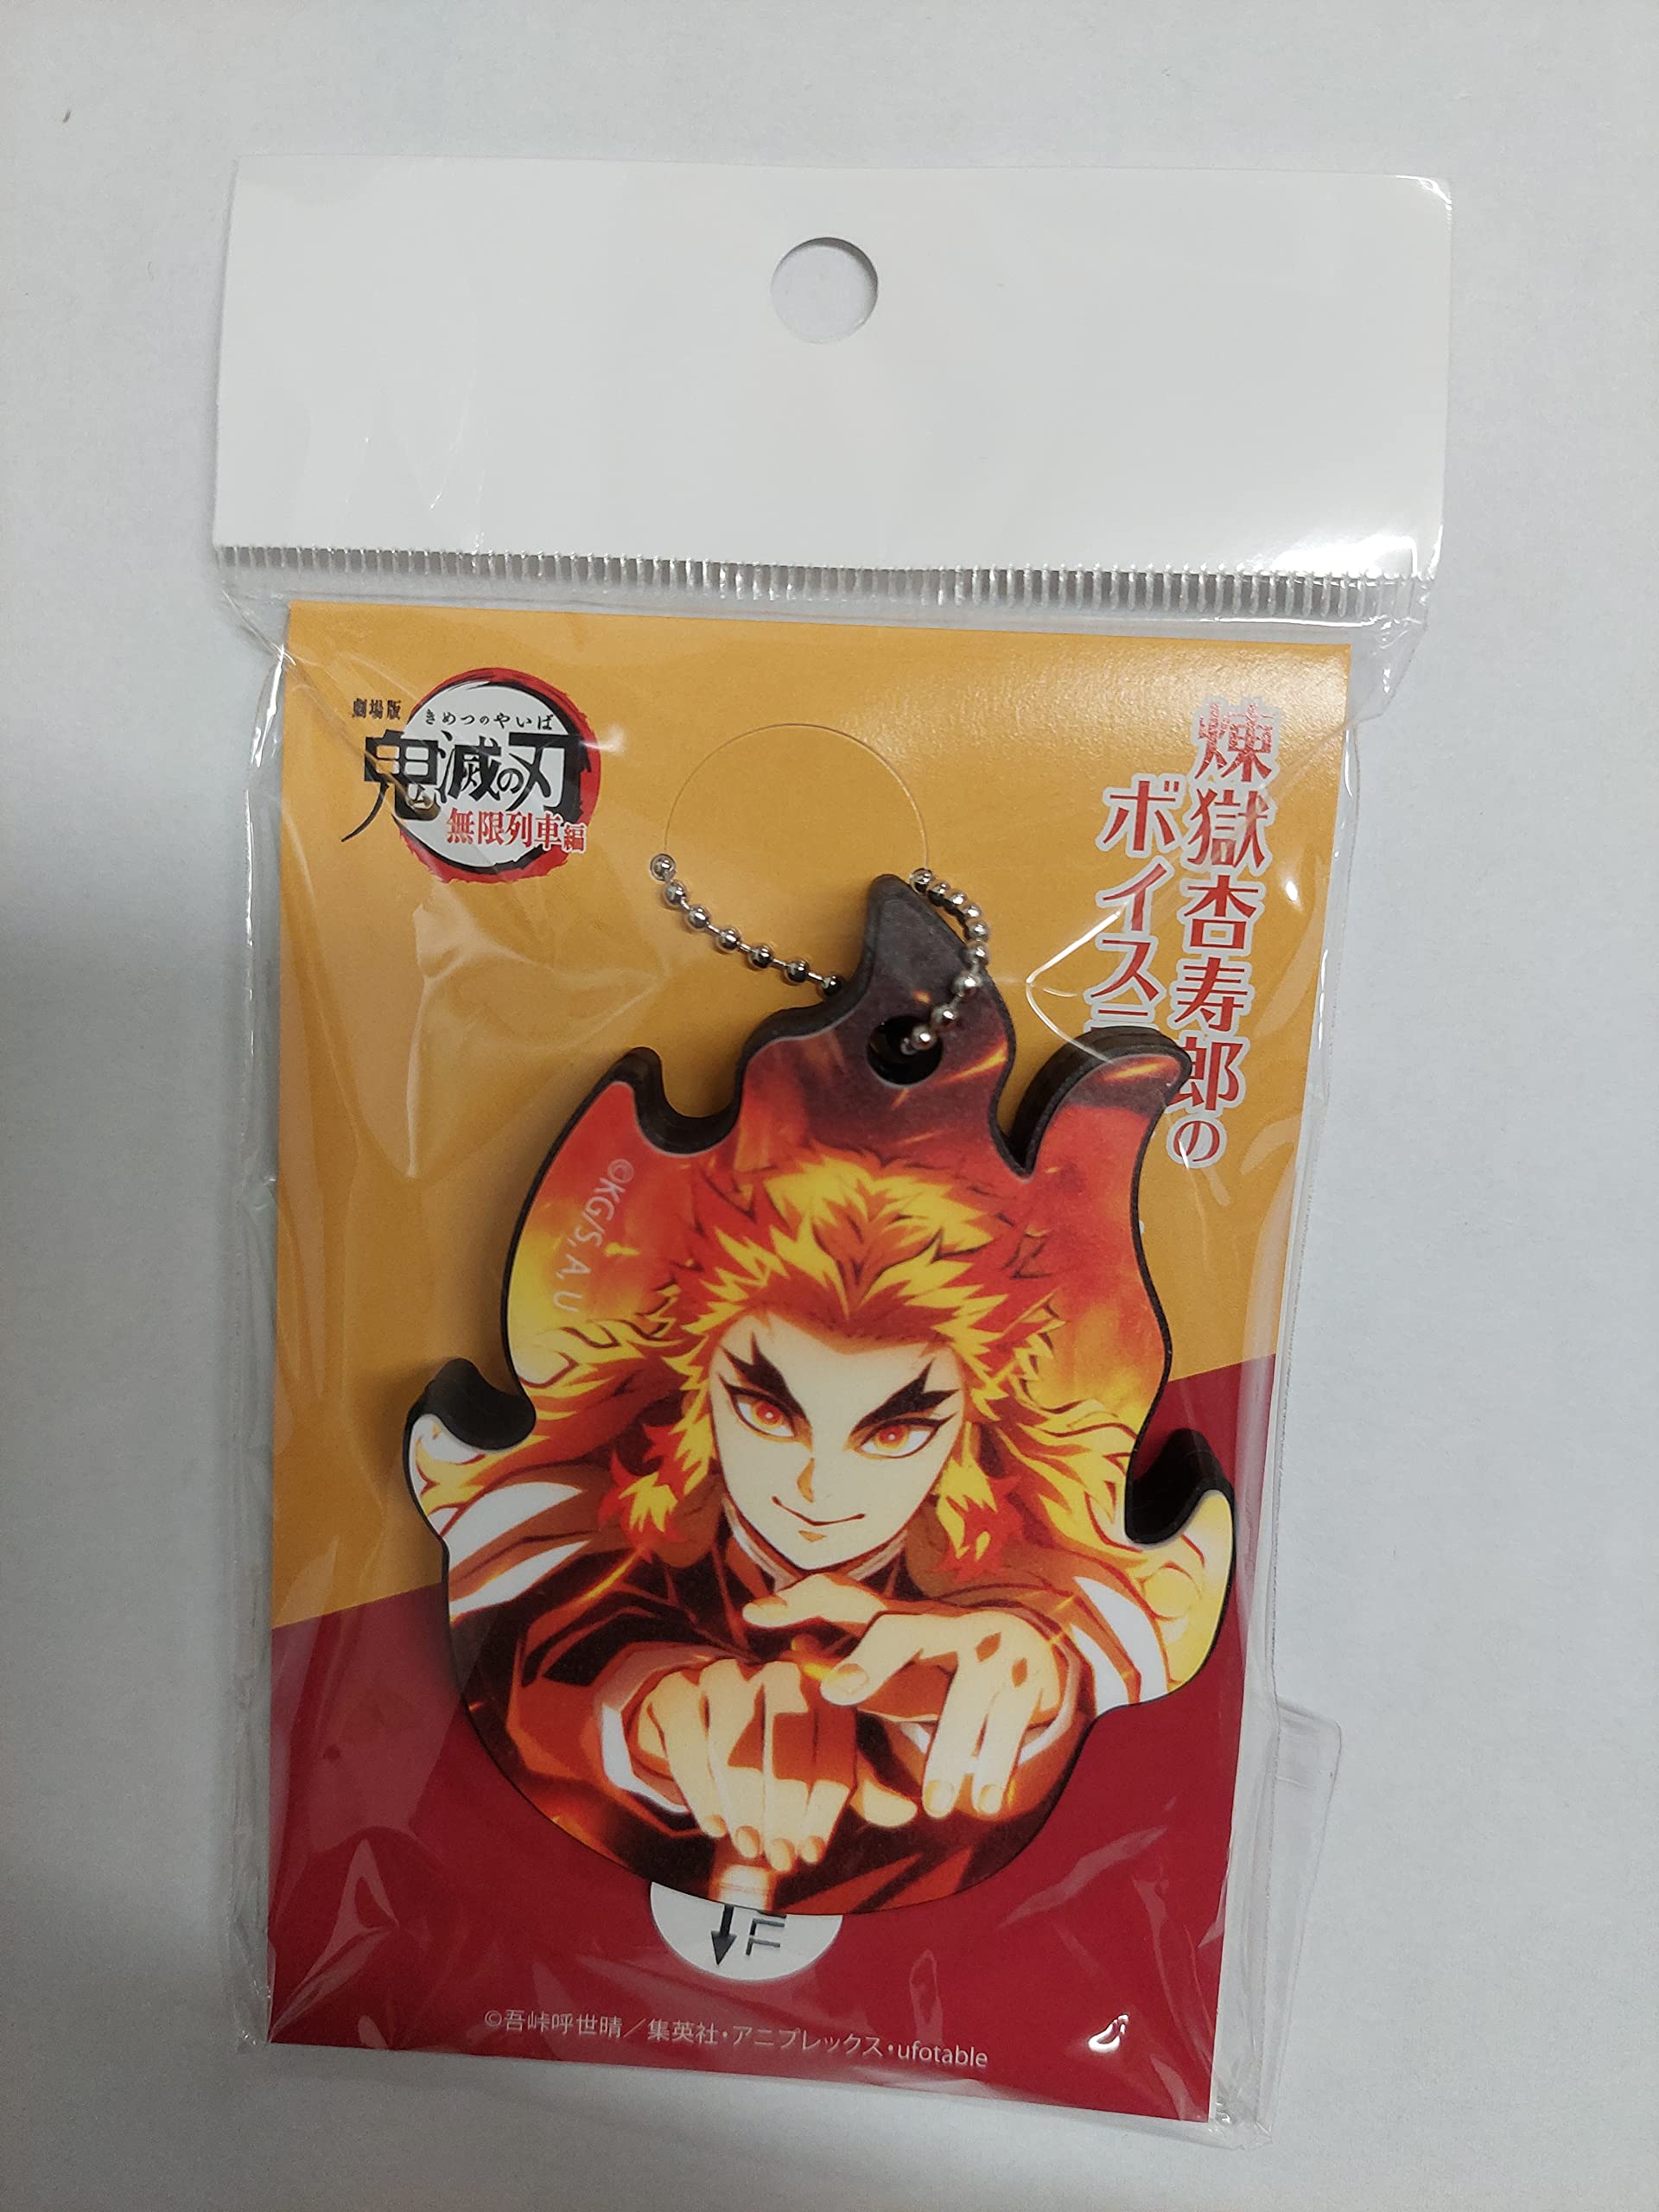 劇場版
きめつのやいば
鬼滅の刃
無限列車編
煉獄杏寿郎の
ボイス
©KG/S, A, U
©吾峠呼世晴／集英社・アニプレックス・ufotable